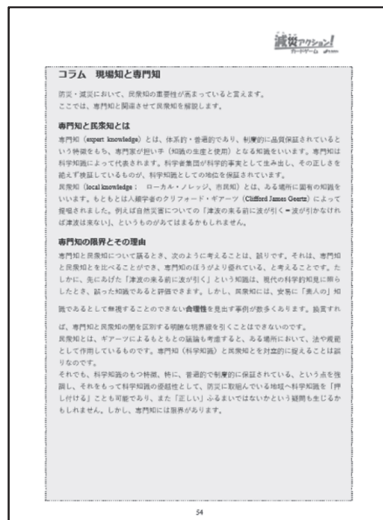 減災アクション!
カードゲーム
コラム 現場知と専門知
防災・減災において、民衆知の重要性が高まっていると言えます。
ここでは、専門知と関連させて民衆知を解説します。
専門知と民衆知とは
専門知(expert knowledge)とは、体系的・普遍的であり、制度的に品質保証されていると
いう特徴をもち、専門家が担い手(知識の生産と使用)となる知識をいいます。専門知は
科学知識によって代表されます。科学者集団が科学的事実として生み出し、その正しさを
絶えず検証しているのが、科学知識としての地位を保証されています。
民衆知(local knowledge: ローカル・ノレッジ、市民知)とは、ある場所に固有の知識を
いいます。もともとは人類学者のクリフォード・ギアーツ(Clifford James Geertz)によって
提唱されました。例えば自然災害についての「津波の来る前に波が引く=波が引かなけれ
ば津波は来ない」、というものがあてはまるかもしれません。
専門知の限界とその理由
専門知と民衆知について語るとき、次のように考えることは、誤りです。それは、専門知
と民衆知とを比べることができ、専門知のほうがより優れている、と考えることです。た
しかに、先にあげた「津波の来る前に波が引く」という知識は、現代の科学的知見に照ら
したとき、誤った知識であると評価できます。しかし、民衆知には、安易に「素人の」知
識であるとして無視することのできない合理性を見出す事例が数多くあります。換言すれ
ば、専門知と民衆知の間を区別する明確な境界線を引くことはできないのです。
民衆知とは、ギアーツによるもともとの議論も考慮すると、ある場所において、法や規範
として作用しているものです。専門知(科学知識)と民衆知とを対立的に捉えることは誤
りなのです。
それでも、科学知識のもつ特徴、特に、普遍的で制度的に保証されている、という点を強
調し、それをもって科学知識の優越性として、防災に取組んでいる地域へ科学知識を「押
し付ける」ことも可能であり、また「正しい」ふるまいではないかという疑問も生じるか
もしれません。しかし、専門知には限界があります。
54